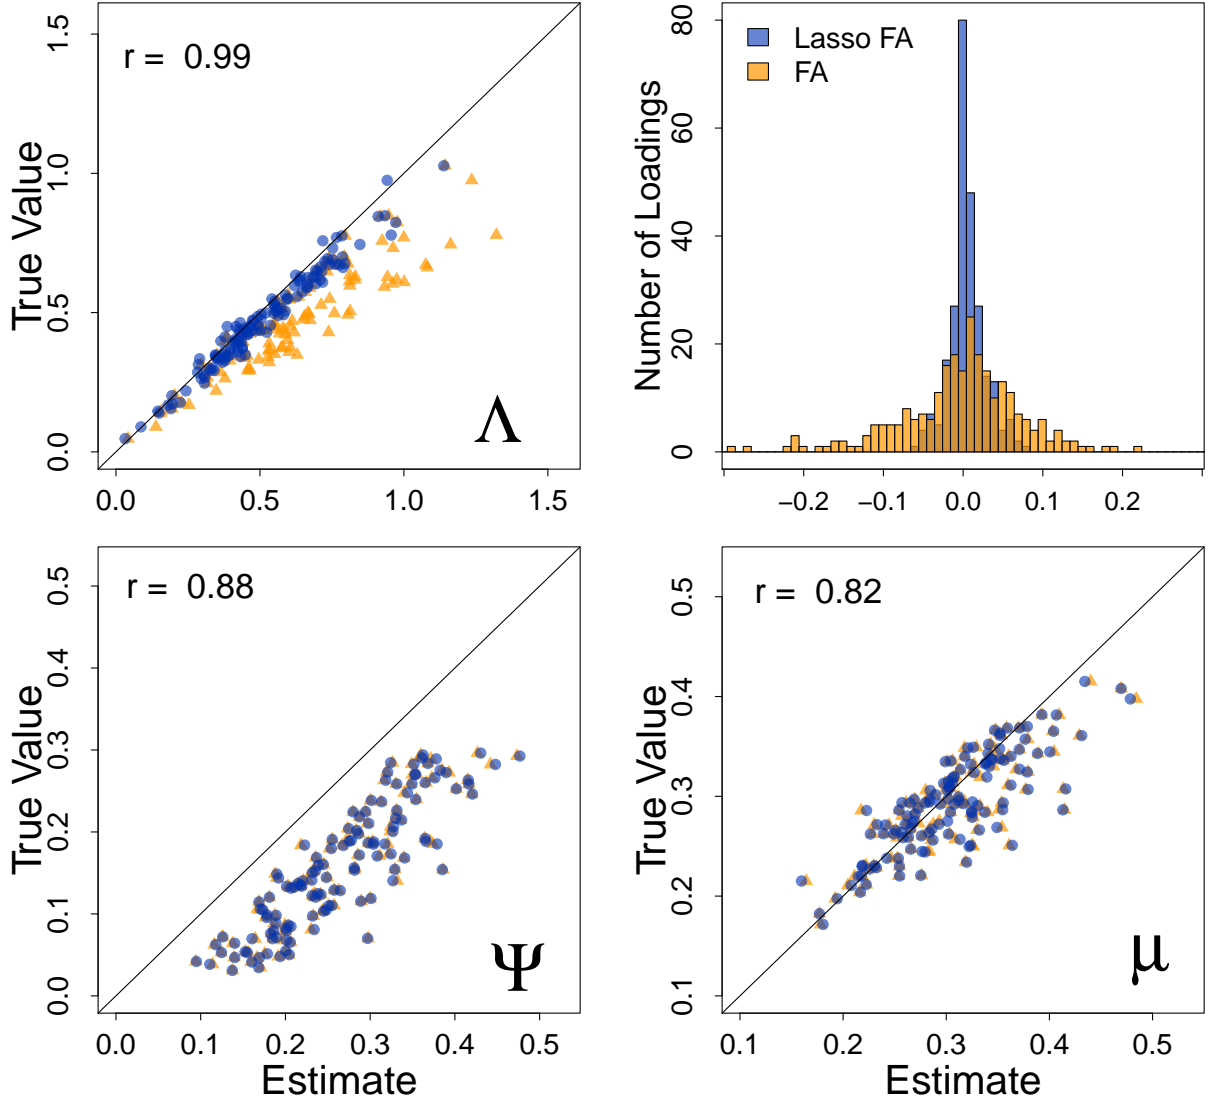 True Value
1.5
1.0
0.5
0.0
r = 0.99
Λ
0.0 0.5 1.0 1.5
Number of Loadings
80
60
40
20
0
Lasso FA
FA
−0.2 −0.1 0.0 0.1 0.2
True Value
0.5
0.4
0.3
0.2
0.1
0.0
r = 0.88
Ψ
0.0 0.1 0.2 0.3 0.4 0.5
Estimate
True Value
0.5
0.4
0.3
0.2
0.1
r = 0.82
μ
0.1 0.2 0.3 0.4 0.5
Estimate